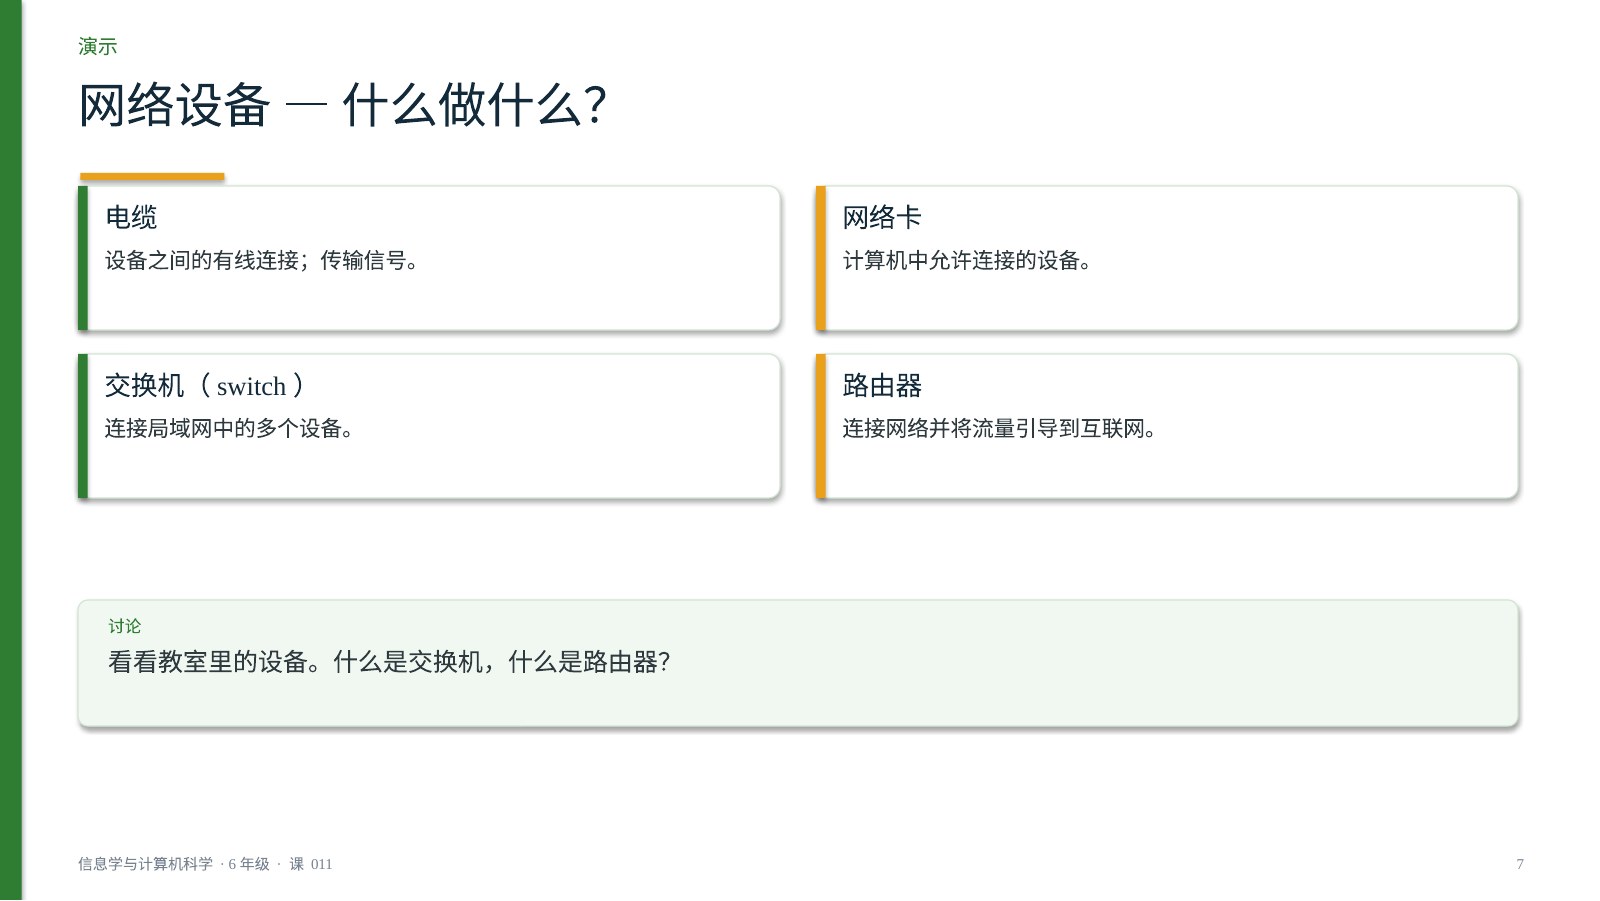 演示
网络设备 — 什么做什么？
电缆
设备之间的有线连接；传输信号。
网络卡
计算机中允许连接的设备。
交换机（switch）
连接局域网中的多个设备。
路由器
连接网络并将流量引导到互联网。
讨论
看看教室里的设备。什么是交换机，什么是路由器？
信息学与计算机科学 · 6 年级 · 课 011
7